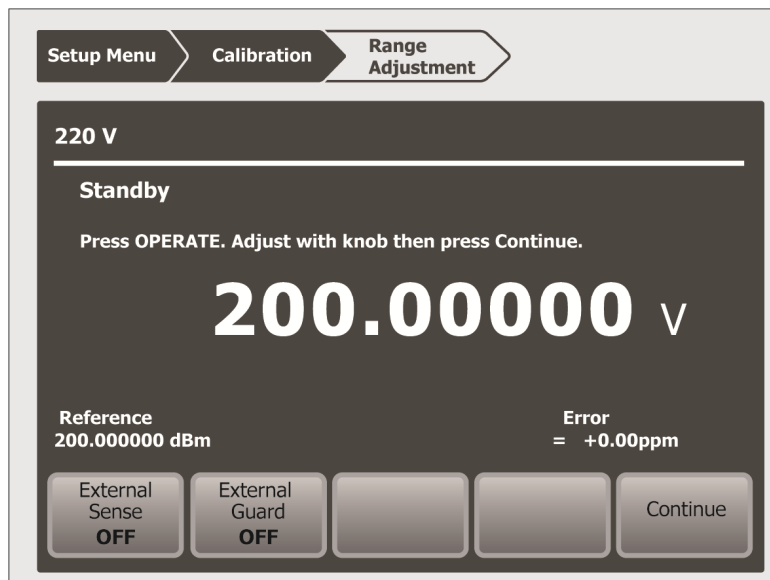 Setup Menu
Calibration
Range
Adjustment
220 V
Standby
Press OPERATE. Adjust with knob then press Continue.
200.00000 V
Reference
200.000000 dBm
Error
= +0.00ppm
External
Sense
OFF
External
Guard
OFF
Continue